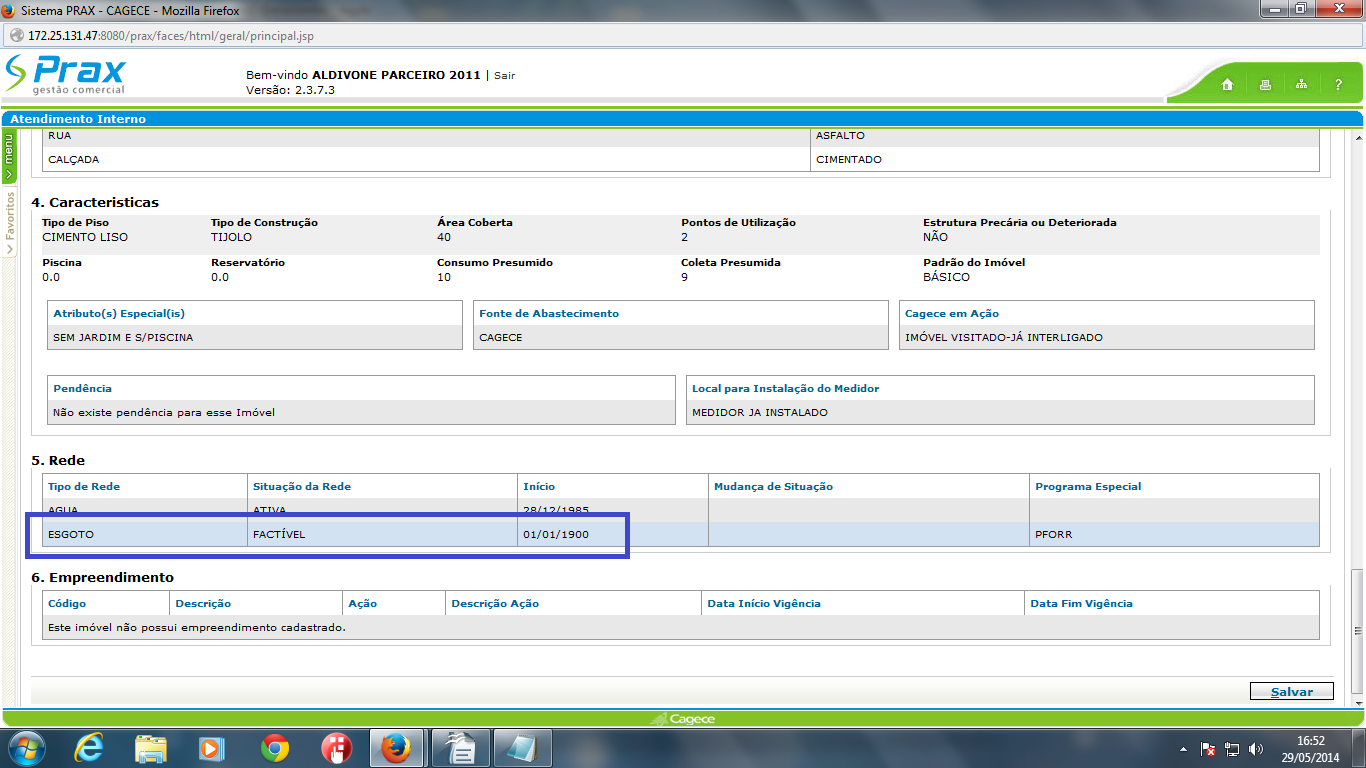 Sistema PRAX - CAGECE - Mozilla Firefox
172.25.131.47:8080/prax/faces/html/geral/principal.jsp
Prax
gestão comercial
Bem-vindo ALDIVONE PARCEIRO 2011 | Sair
Versão: 2.3.7.3
?
Atendimento Interno
menu
Favoritos
RUA ASFALTO
CALÇADA CIMENTADO
4. Caracteristicas
Tipo de Piso Tipo de Construção Área Coberta Pontos de Utilização Estrutura Precária ou Deteriorada
CIMENTO LISO TIJOLO 40 2 NÃO
Piscina Reservatório Consumo Presumido Coleta Presumida Padrão do Imóvel
0.0 0.0 10 9 BÁSICO
Atributo(s) Especial(is) Fonte de Abastecimento Cagece em Ação
SEM JARDIM E S/PISCINA CAGECE IMÓVEL VISITADO-JÁ INTERLIGADO
Pendência Local para Instalação do Medidor
Não existe pendência para esse Imóvel MEDIDOR JA INSTALADO
5. Rede
Tipo de Rede Situação da Rede Início Mudança de Situação Programa Especial
AGUA ATIVA 28/12/1985
ESGOTO FACTÍVEL 01/01/1900 PFORR
6. Empreendimento
Código Descrição Ação Descrição Ação Data Início Vigência Data Fim Vigência
Este imóvel não possui empreendimento cadastrado.
Salvar
Cagece
16:52
29/05/2014